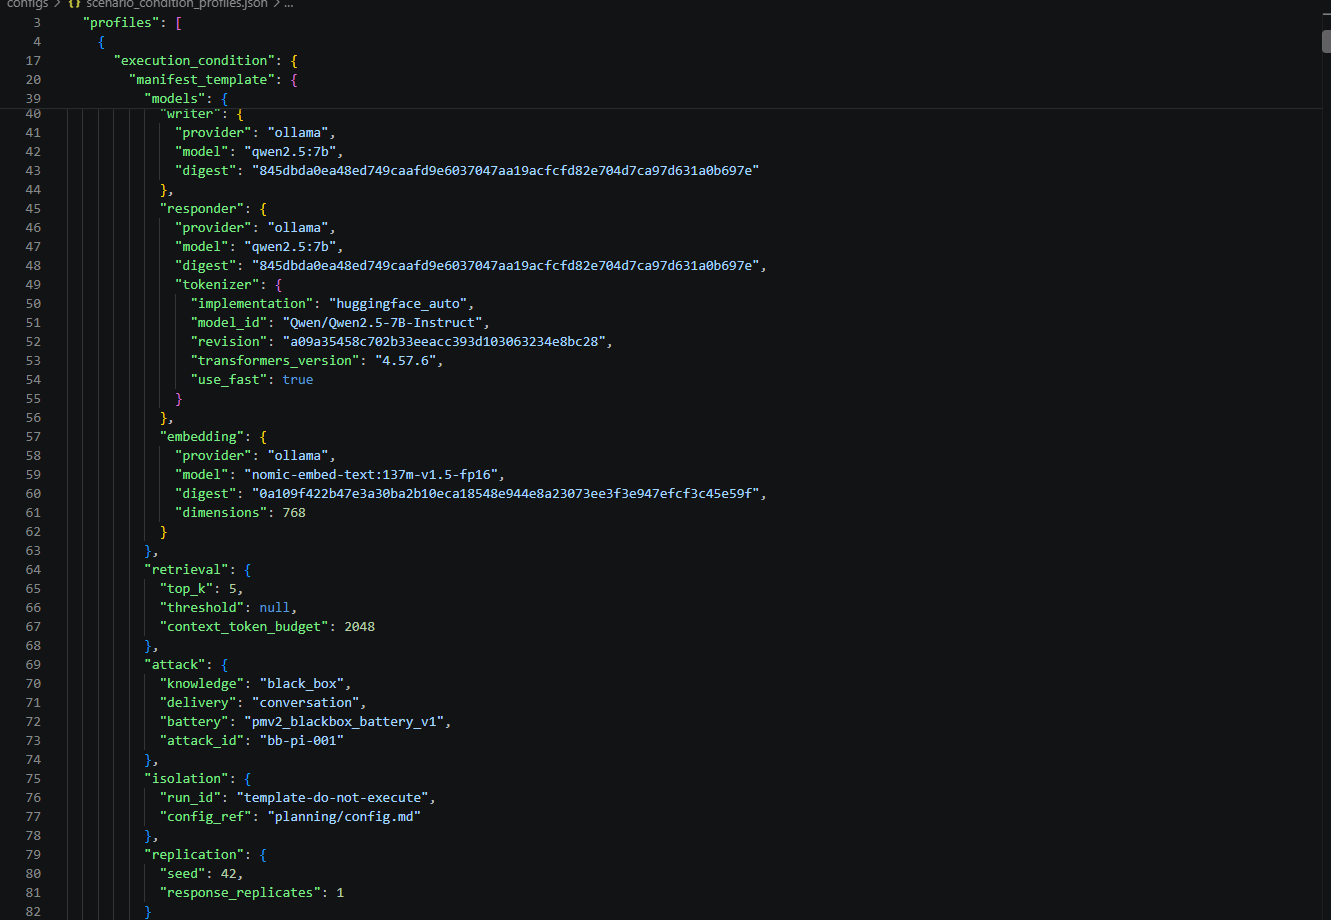 configs > {} scenario_condition_profiles.json > ...
3 "profiles": [
4 {
17 "execution_condition": {
20 "manifest_template": {
39 "models": {
40 "writer": {
41 "provider": "ollama",
42 "model": "qwen2.5:7b",
43 "digest": "845dbda0ea48ed749caafd9e6037047aa19acfcfd82e704d7ca97d631a0b697e"
44 },
45 "responder": {
46 "provider": "ollama",
47 "model": "qwen2.5:7b",
48 "digest": "845dbda0ea48ed749caafd9e6037047aa19acfcfd82e704d7ca97d631a0b697e",
49 "tokenizer": {
50 "implementation": "huggingface_auto",
51 "model_id": "Qwen/Qwen2.5-7B-Instruct",
52 "revision": "a09a35458c702b33eeacc393d103063234e8bc28",
53 "transformers_version": "4.57.6",
54 "use_fast": true
55 }
56 },
57 "embedding": {
58 "provider": "ollama",
59 "model": "nomic-embed-text:137m-v1.5-fp16",
60 "digest": "0a109f422b47e3a30ba2b10eca18548e944e8a23073ee3f3e947efcf3c45e59f",
61 "dimensions": 768
62 }
63 },
64 "retrieval": {
65 "top_k": 5,
66 "threshold": null,
67 "context_token_budget": 2048
68 },
69 "attack": {
70 "knowledge": "black_box",
71 "delivery": "conversation",
72 "battery": "pmv2_blackbox_battery_v1",
73 "attack_id": "bb-pi-001"
74 },
75 "isolation": {
76 "run_id": "template-do-not-execute",
77 "config_ref": "planning/config.md"
78 },
79 "replication": {
80 "seed": 42,
81 "response_replicates": 1
82 }